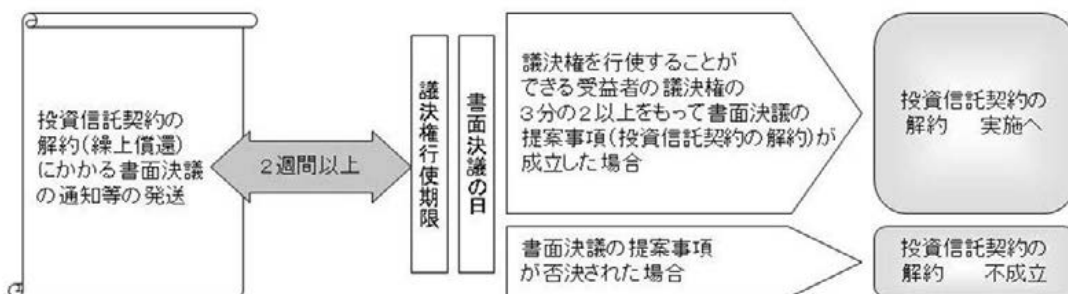 投資信託契約の
解約(繰上償還)
にかかる書面決議
の通知等の発送
２週間以上
議決権行使期限
書面決議の日
議決権を行使することが
できる受益者の議決権の
３分の２以上をもって書面決議の
提案事項(投資信託契約の解約)が
成立した場合
投資信託契約の
解約　実施へ
書面決議の提案事項
が否決された場合
投資信託契約の
解約　不成立